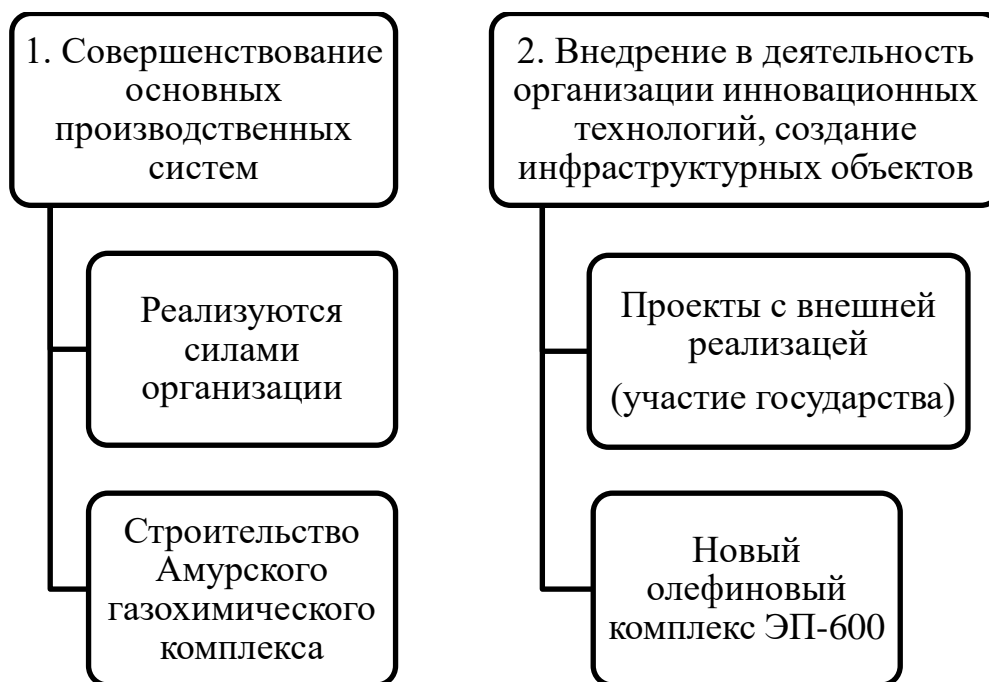 1. Совершенствование
основных
производственных
систем
Реализуются
силами
организации
Строительство
Амурского
газохимического
комплекса
2. Внедрение в деятельность
организации инновационных
технологий, создание
инфраструктурных объектов
Проекты с внешней
реализацей
(участие государства)
Новый
олефиновый
комплекс ЭП-600